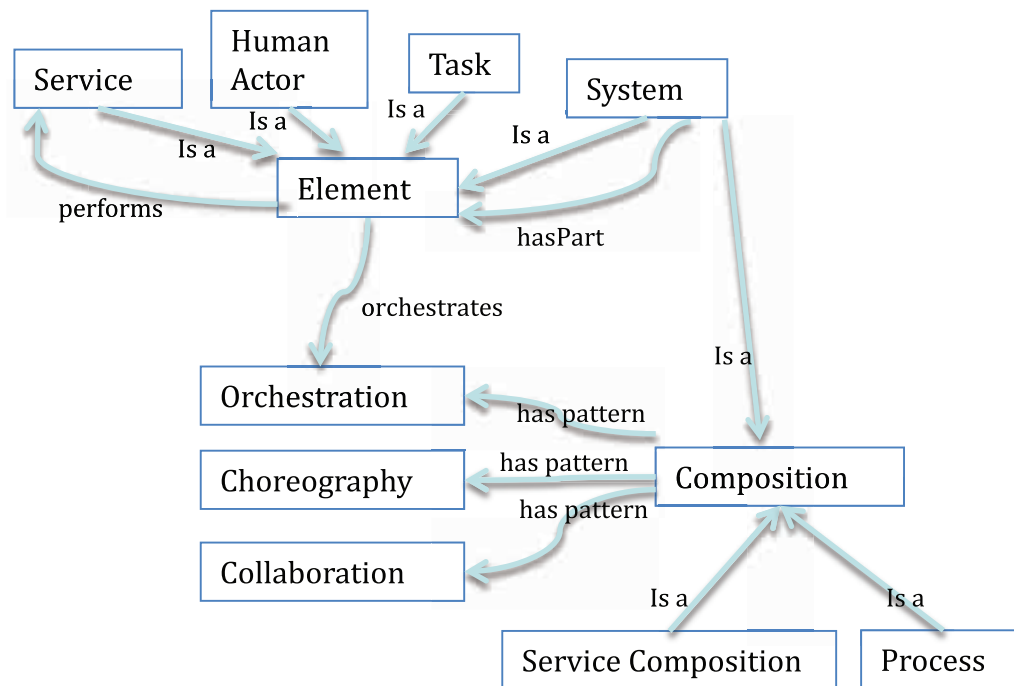 Human
Actor
Task
Service
System
Is a
Is a
Is a
Is a
Element
performs
hasPart
orchestrates
Is a
Orchestration
has pattern
has pattern
Choreography
Composition
has pattern
Collaboration
Is a
Is a
Service Composition
Process